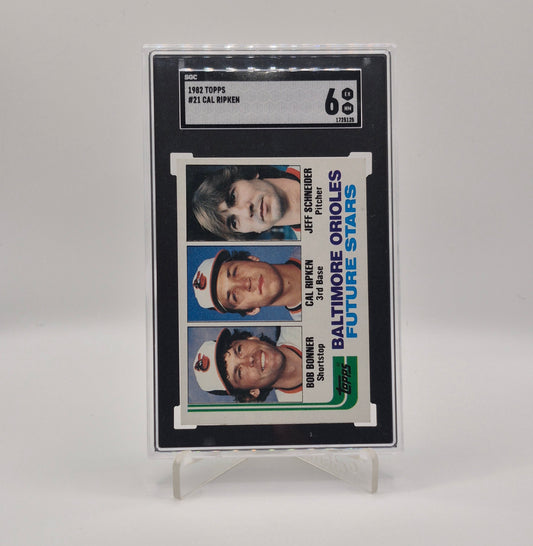 SGC
1982 TOPPS
#21 CAL RIPKEN
6
EX
NM
1725125
JEFF SCHNEIDER
Pitcher
CAL RIPKEN
3rd Base
BOB BONNER
Shortstop
BALTIMORE ORIOLES
FUTURE STARS
Topps